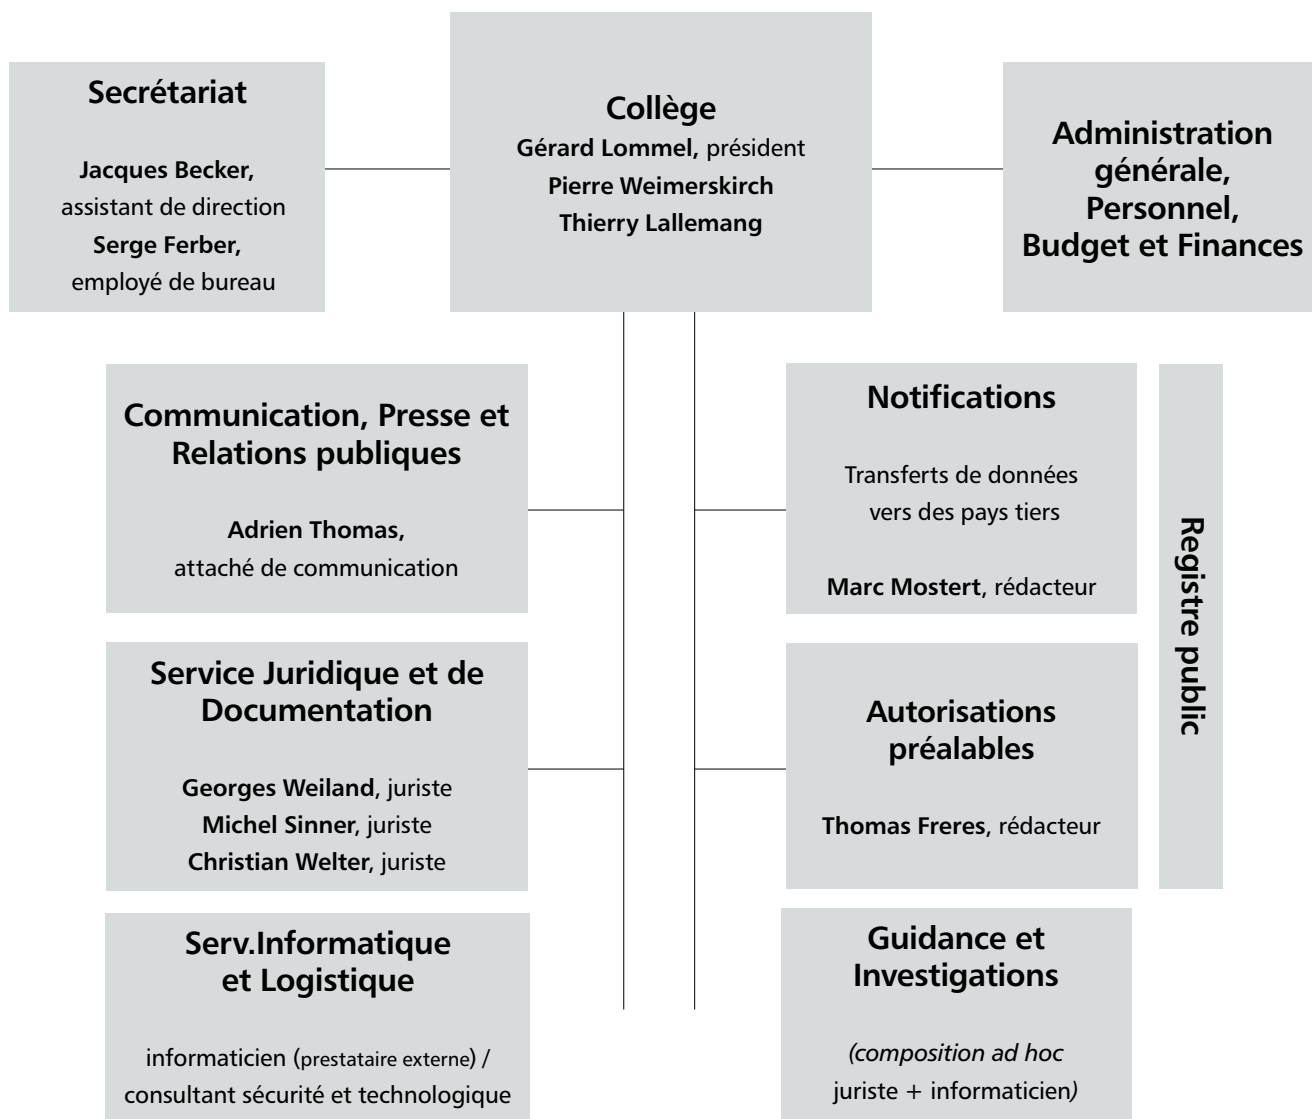 Secrétariat
Jacques Becker,
assistant de direction
Serge Ferber,
employé de bureau
Collège
Gérard Lommel, président
Pierre Weimerskirch
Thierry Lallemang
Administration
générale,
Personnel,
Budget et Finances
Communication, Presse et
Relations publiques
Adrien Thomas,
attaché de communication
Notifications
Transferts de données
vers des pays tiers
Marc Mostert, rédacteur
Registre public
Service Juridique et de
Documentation
Georges Weiland, juriste
Michel Sinner, juriste
Christian Welter, juriste
Autorisations
préalables
Thomas Freres, rédacteur
Serv.Informatique
et Logistique
informaticien (prestataire externe) /
consultant sécurité et technologique
Guidance et
Investigations
(composition ad hoc
juriste + informaticien)